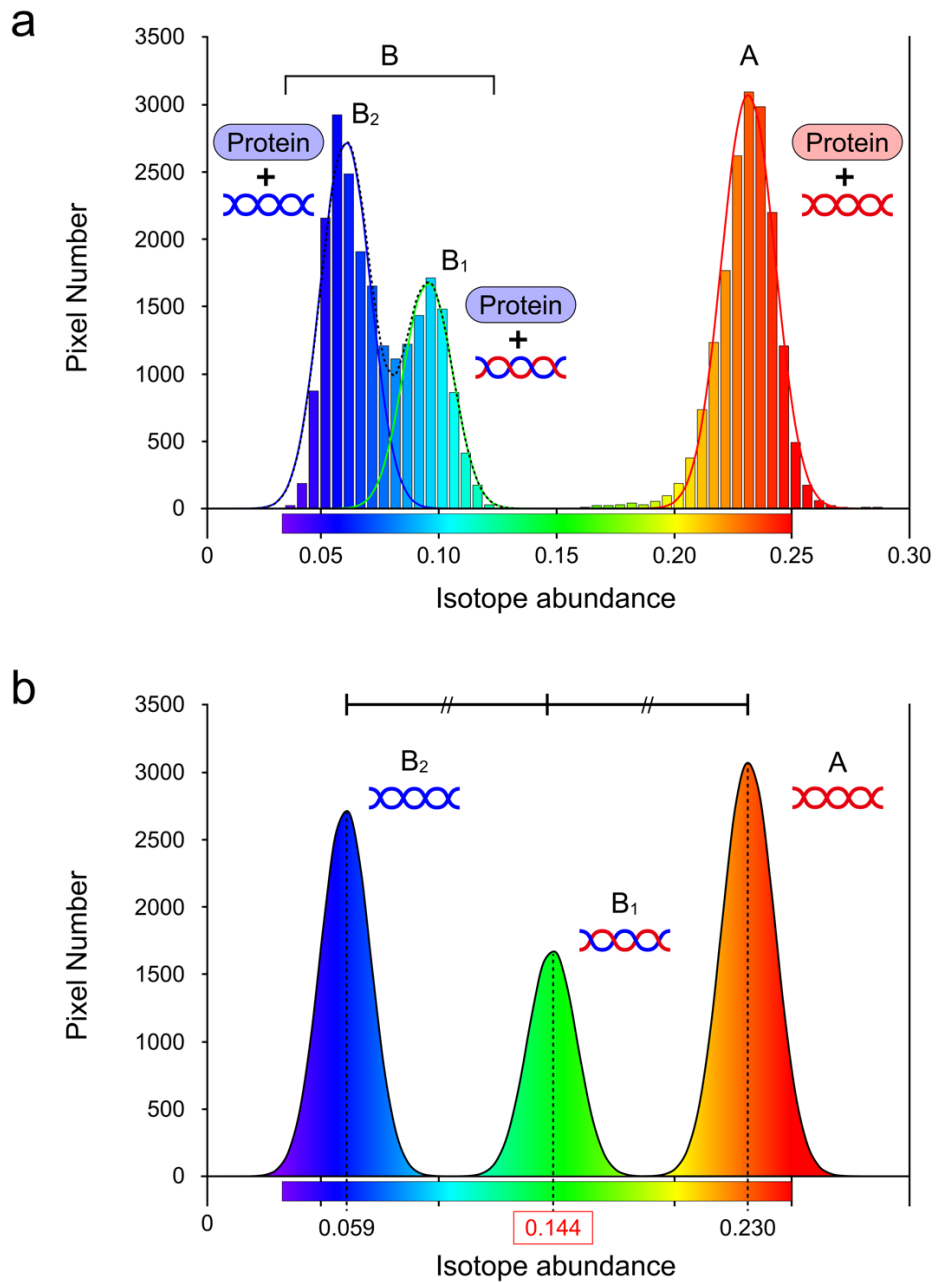 a
3500
3000
2500
2000
1500
1000
500
0
Pixel Number
B
A
B₂
Protein
+
B₁
Protein
+
Protein
+
0 0.05 0.10 0.15 0.20 0.25 0.30
Isotope abundance
b
3500
3000
2500
2000
1500
1000
500
0
Pixel Number
B₂
A
B₁
0 0.059 0.144 0.230
Isotope abundance